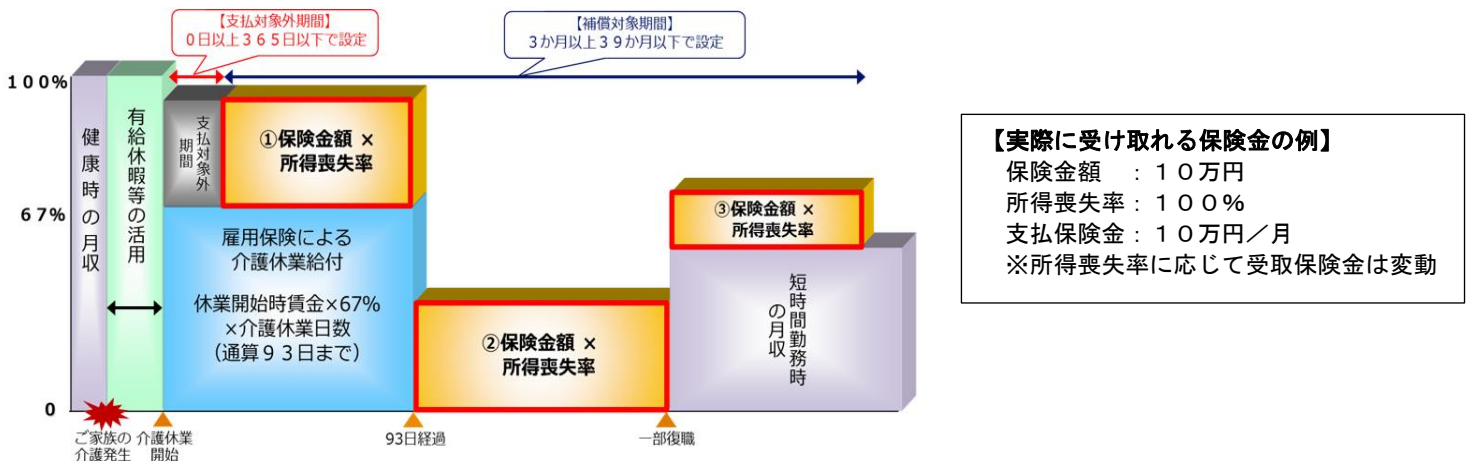 【支払対象外期間】
0日以上365日以下で設定
【補償対象期間】
3か月以上39か月以下で設定
100%
67%
0
健康時の月収
有給休暇等の活用
支払対象外
期間
①保険金額 ×
所得喪失率
雇用保険による
介護休業給付
休業開始時賃金×67%
×介護休業日数
(通算93日まで)
②保険金額 ×
所得喪失率
③保険金額 ×
所得喪失率
短時間勤務時
の月収
ご家族の
介護発生
介護休業
開始
93日経過
一部復職
【実際に受け取れる保険金の例】
保険金額 :10万円
所得喪失率:100%
支払保険金:10万円/月
※所得喪失率に応じて受取保険金は変動